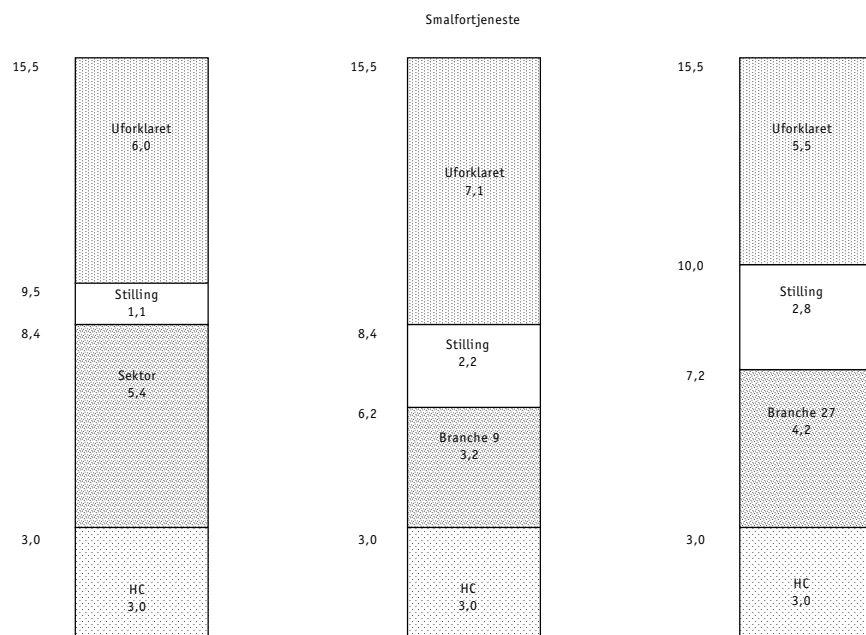 Smalfortjeneste
15,5
Uforklaret
6,0
9,5
Stilling
1,1
8,4
Sektor
5,4
3,0
HC
3,0
15,5
Uforklaret
7,1
8,4
Stilling
2,2
6,2
Branche 9
3,2
3,0
HC
3,0
15,5
Uforklaret
5,5
10,0
Stilling
2,8
7,2
Branche 27
4,2
3,0
HC
3,0